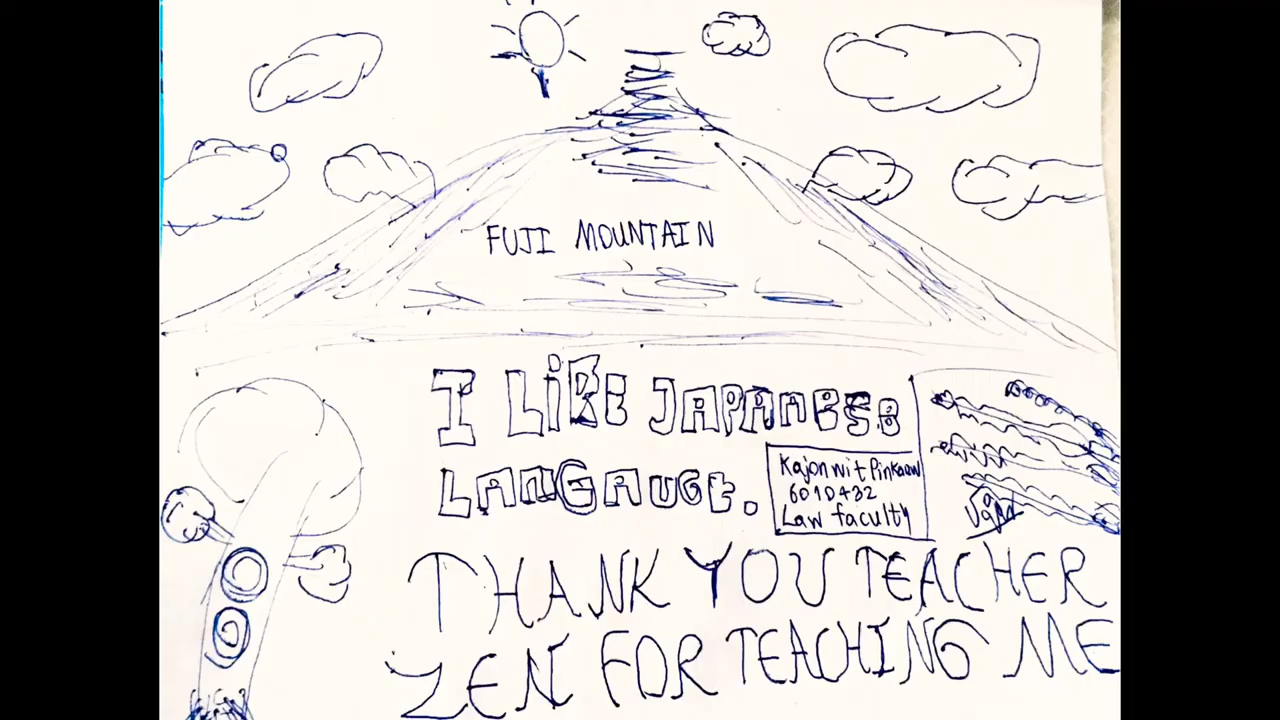 FUJI MOUNTAIN
I LiKE JAPANESE
LANGAUGE.
Kajonwit Pinkaew
6010432
Law faculty
THANK YOU TEACHER
ZEN FOR TEACHING ME